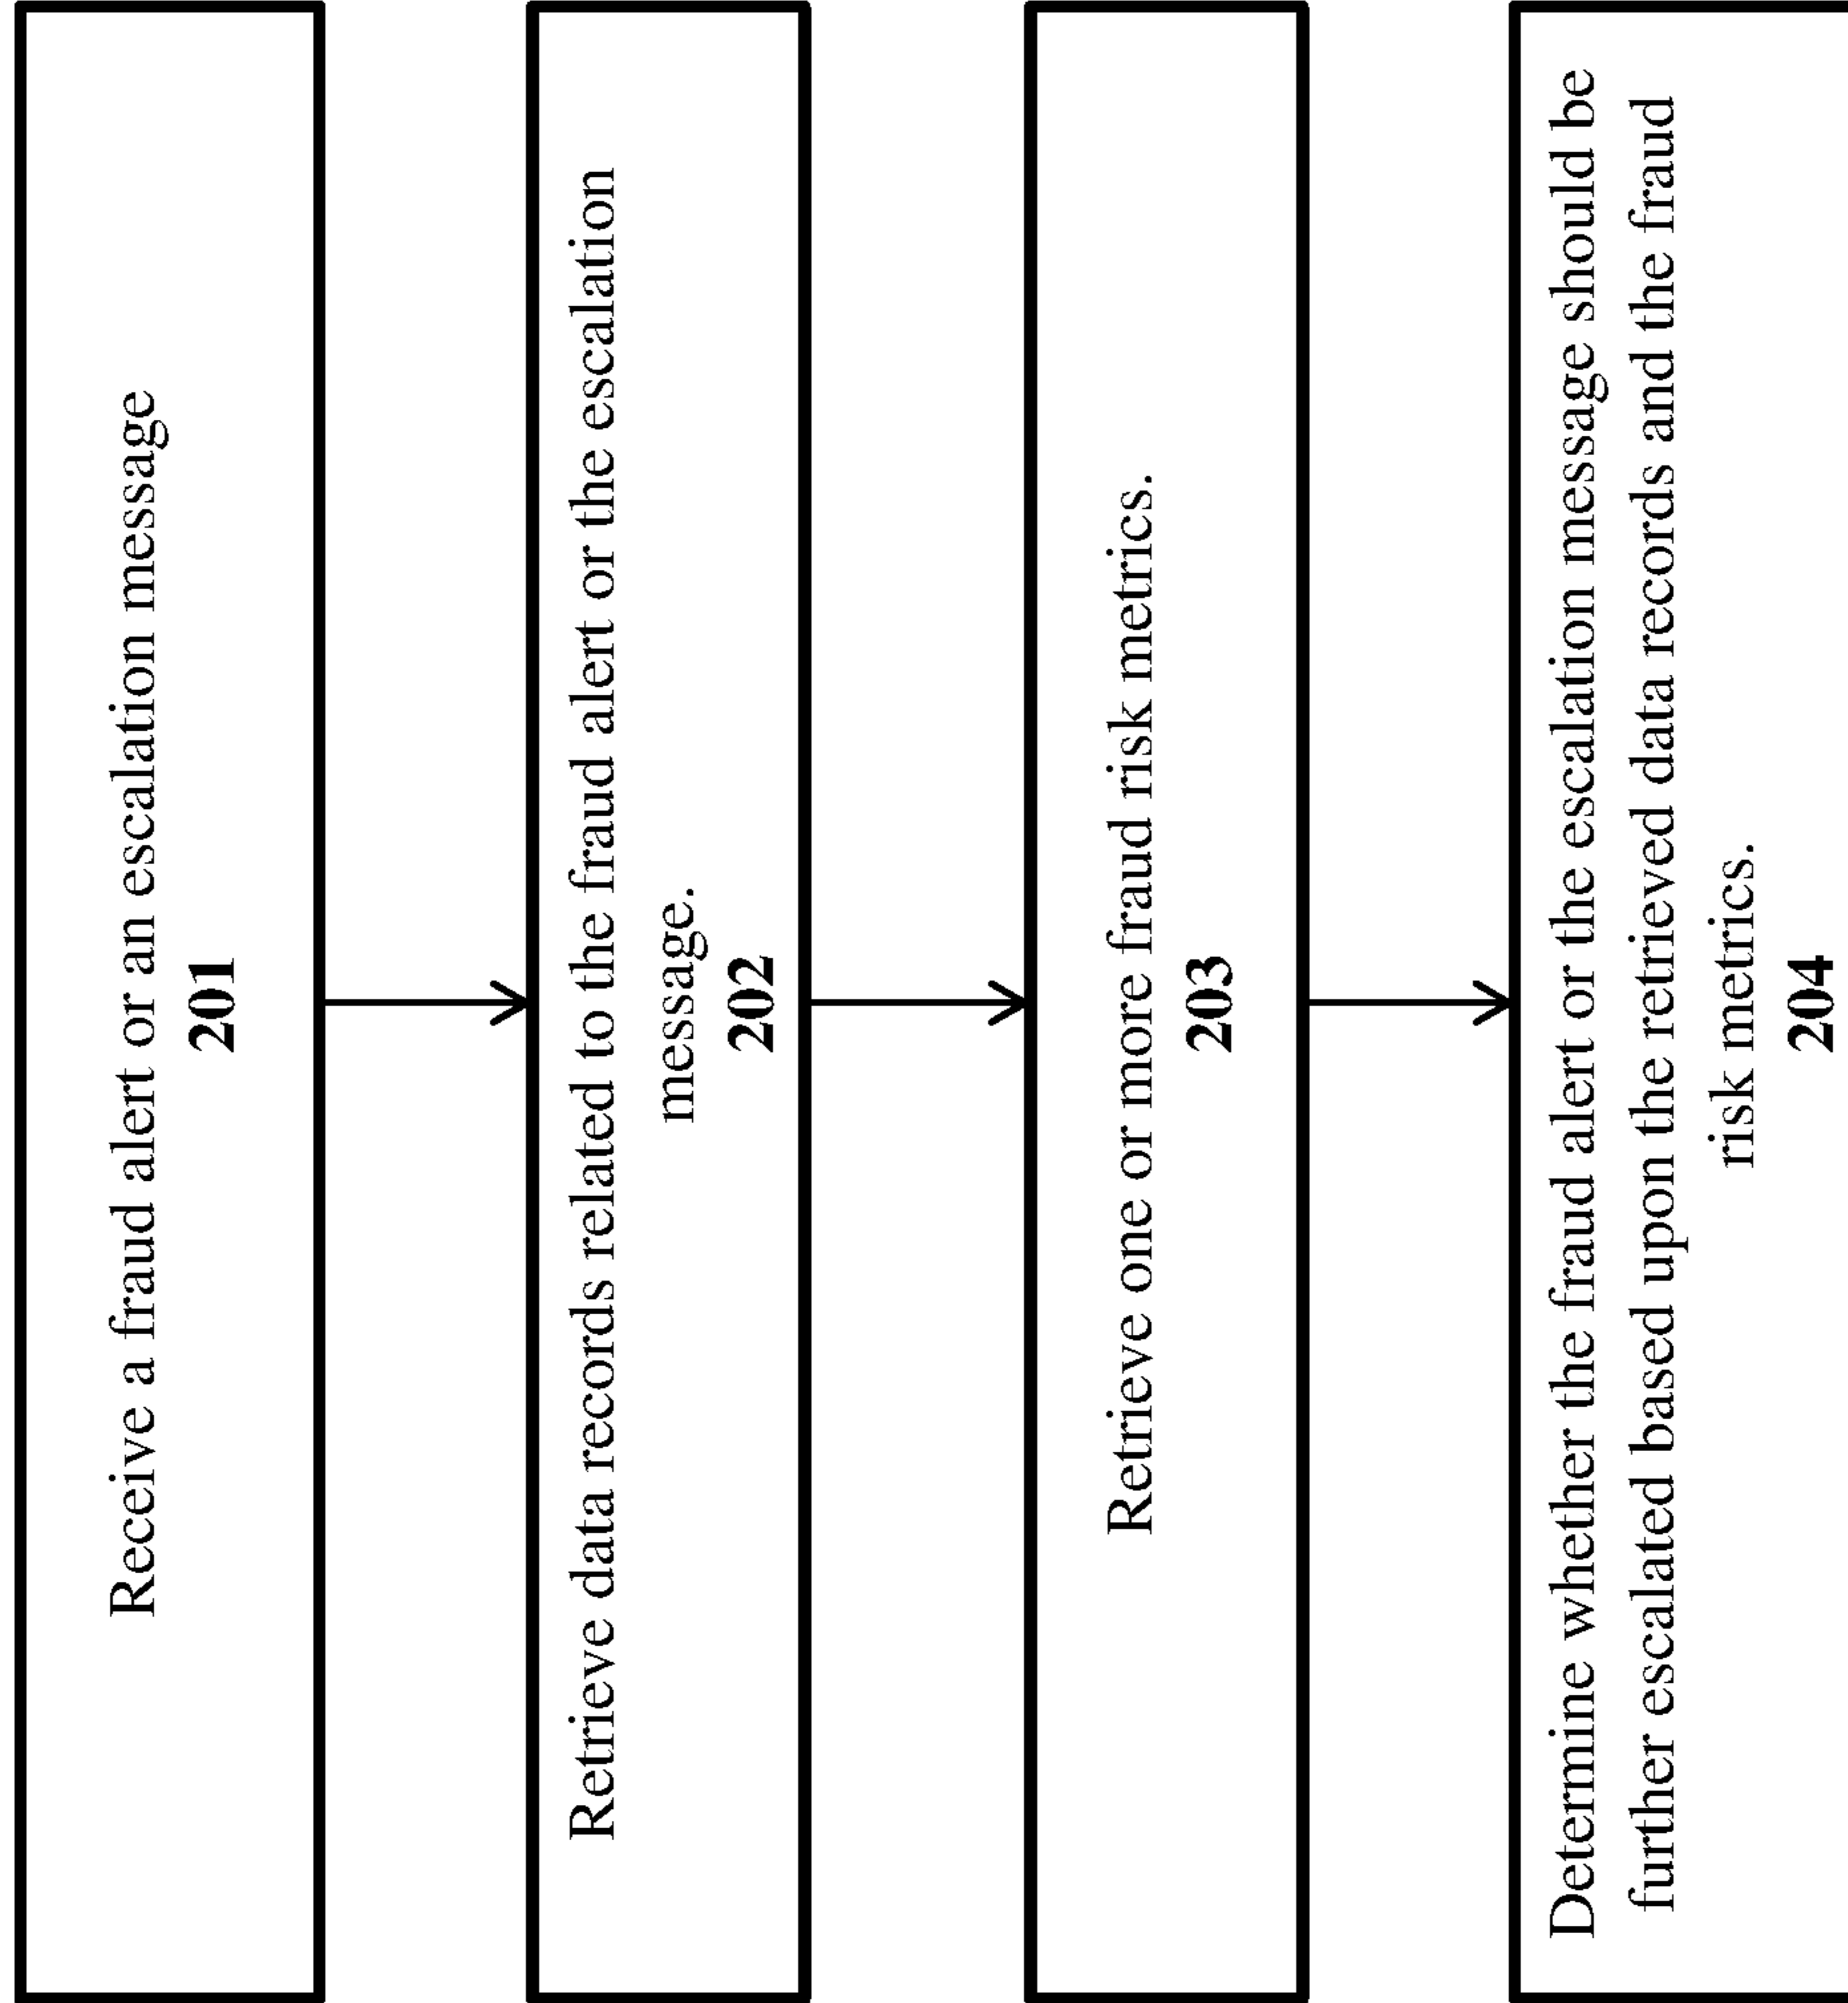 Receive a fraud alert or an escalation message
201
Retrieve data records related to the fraud alert or the escalation
message.
202
Retrieve one or more fraud risk metrics.
203
Determine whether the fraud alert or the escalation message should be
further escalated based upon the retrieved data records and the fraud
risk metrics.
204